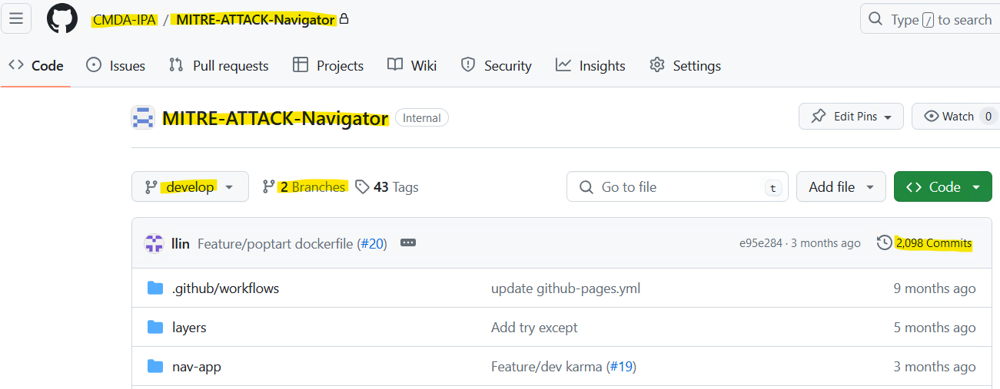 CMDA-IPA / MITRE-ATTACK-Navigator Type / to search
Code Issues Pull requests Projects Wiki Security Insights Settings
MITRE-ATTACK-Navigator Internal Edit Pins Watch 0
develop 2 Branches 43 Tags Go to file t Add file Code
llin Feature/poptart dockerfile (#20) e95e284 · 3 months ago 2,098 Commits
.github/workflows update github-pages.yml 9 months ago
layers Add try except 5 months ago
nav-app Feature/dev karma (#19) 3 months ago